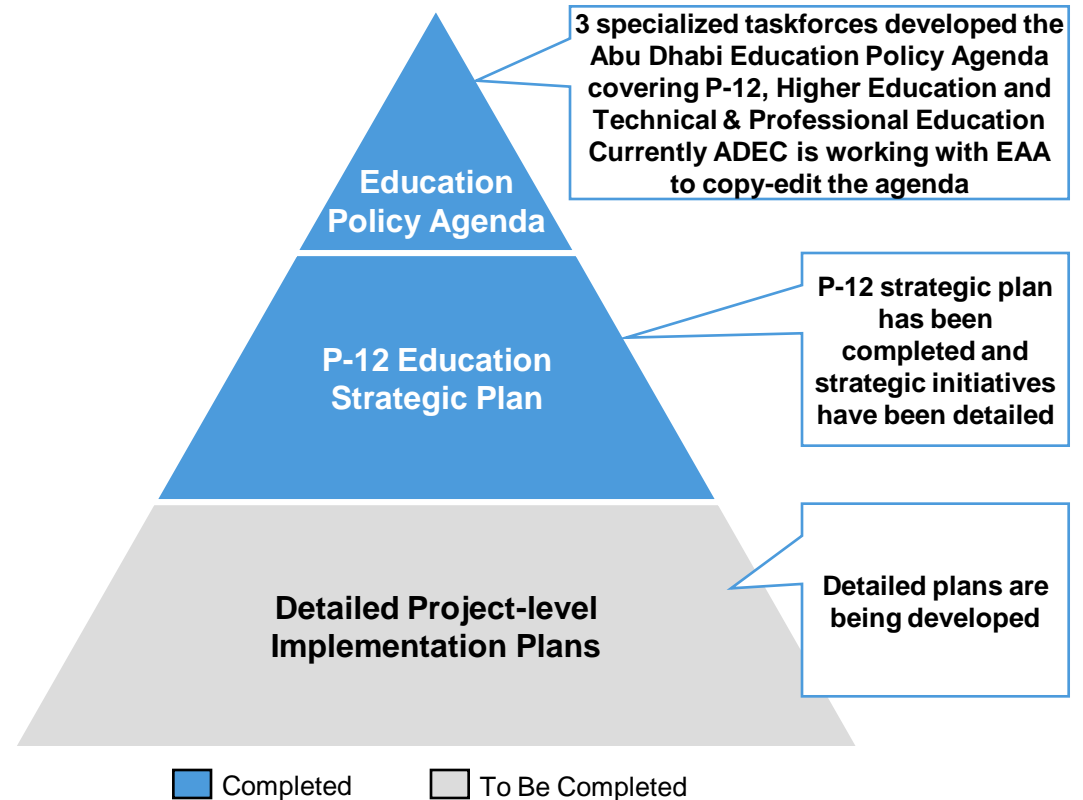 3 specialized taskforces developed the
Abu Dhabi Education Policy Agenda
covering P-12, Higher Education and
Technical & Professional Education
Currently ADEC is working with EAA
to copy-edit the agenda
Education
Policy Agenda
P-12 strategic plan
has been
completed and
strategic initiatives
have been detailed
P-12 Education
Strategic Plan
Detailed plans are
being developed
Detailed Project-level
Implementation Plans
Completed
To Be Completed